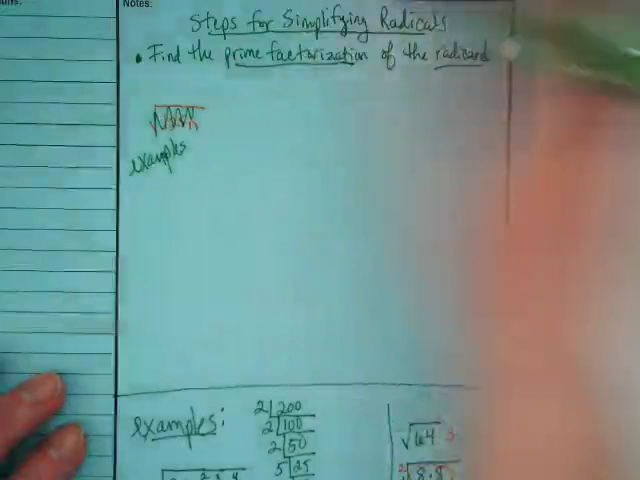 Notes:
Steps for Simplifying Radicals
• Find the prime factorization of the radicand
examples
examples:
2|200
2|100
2|50
5|25
√64